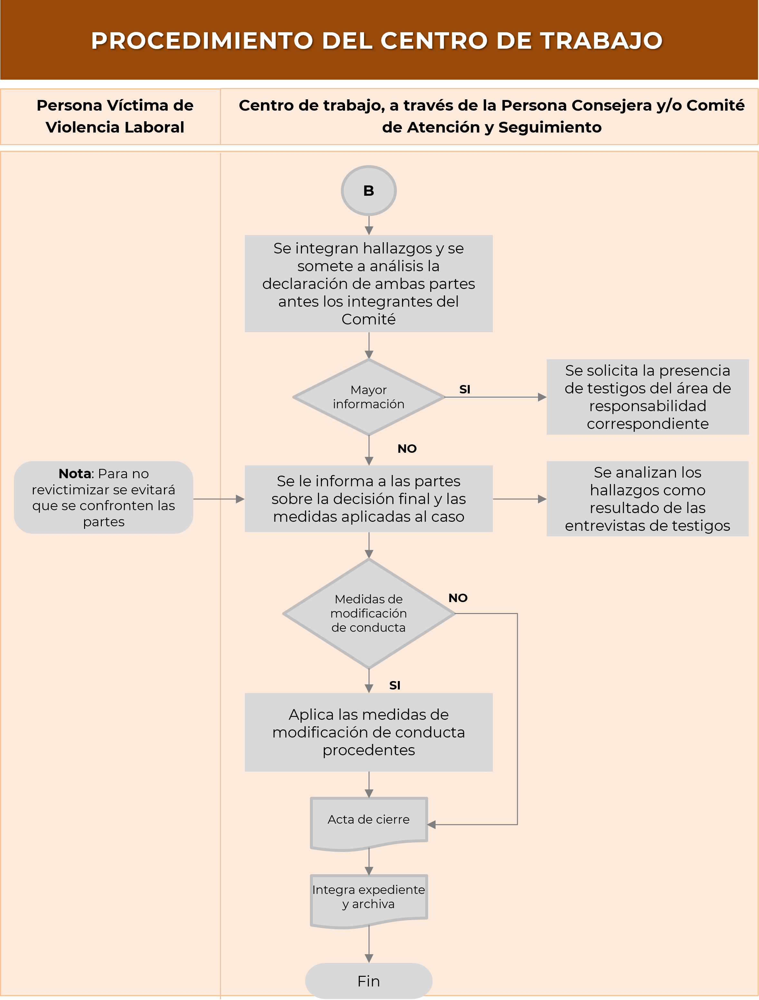 PROCEDIMIENTO DEL CENTRO DE TRABAJO
Persona Víctima de
Violencia Laboral
Centro de trabajo, a través de la Persona Consejera y/o Comité
de Atención y Seguimiento
B
Se integran hallazgos y se
somete a análisis la
declaración de ambas partes
antes los integrantes del
Comité
Mayor
información
SI
Se solicita la presencia
de testigos del área de
responsabilidad
correspondiente
NO
Nota: Para no
revictimizar se evitará
que se confronten las
partes
Se le informa a las partes
sobre la decisión final y las
medidas aplicadas al caso
Se analizan los
hallazgos como
resultado de las
entrevistas de testigos
Medidas de
modificación
de conducta
NO
SI
Aplica las medidas de
modificación de conducta
procedentes
Acta de cierre
Integra expediente
y archiva
Fin